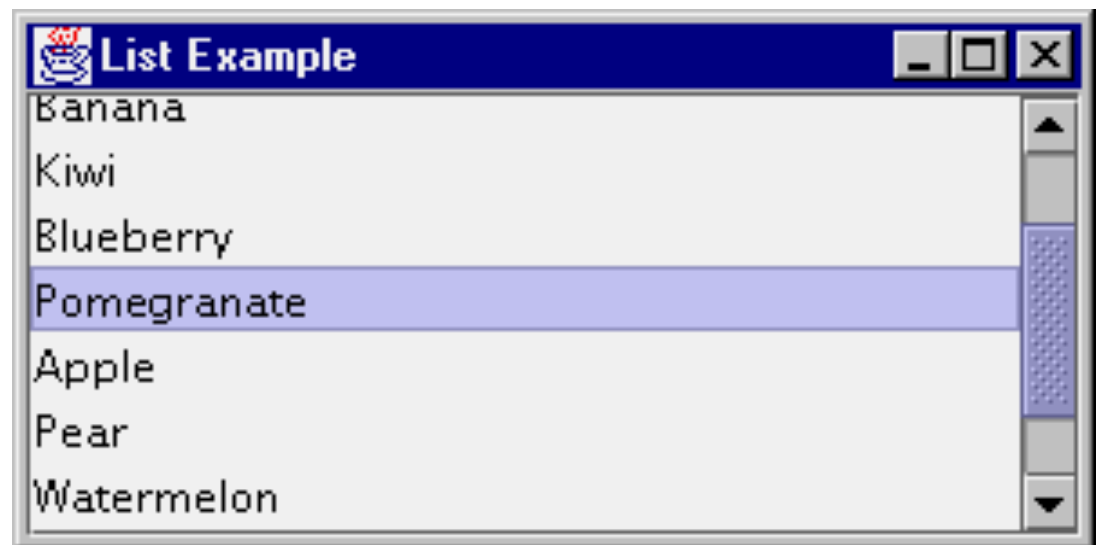 List Example
Banana
Kiwi
Blueberry
Pomegranate
Apple
Pear
Watermelon